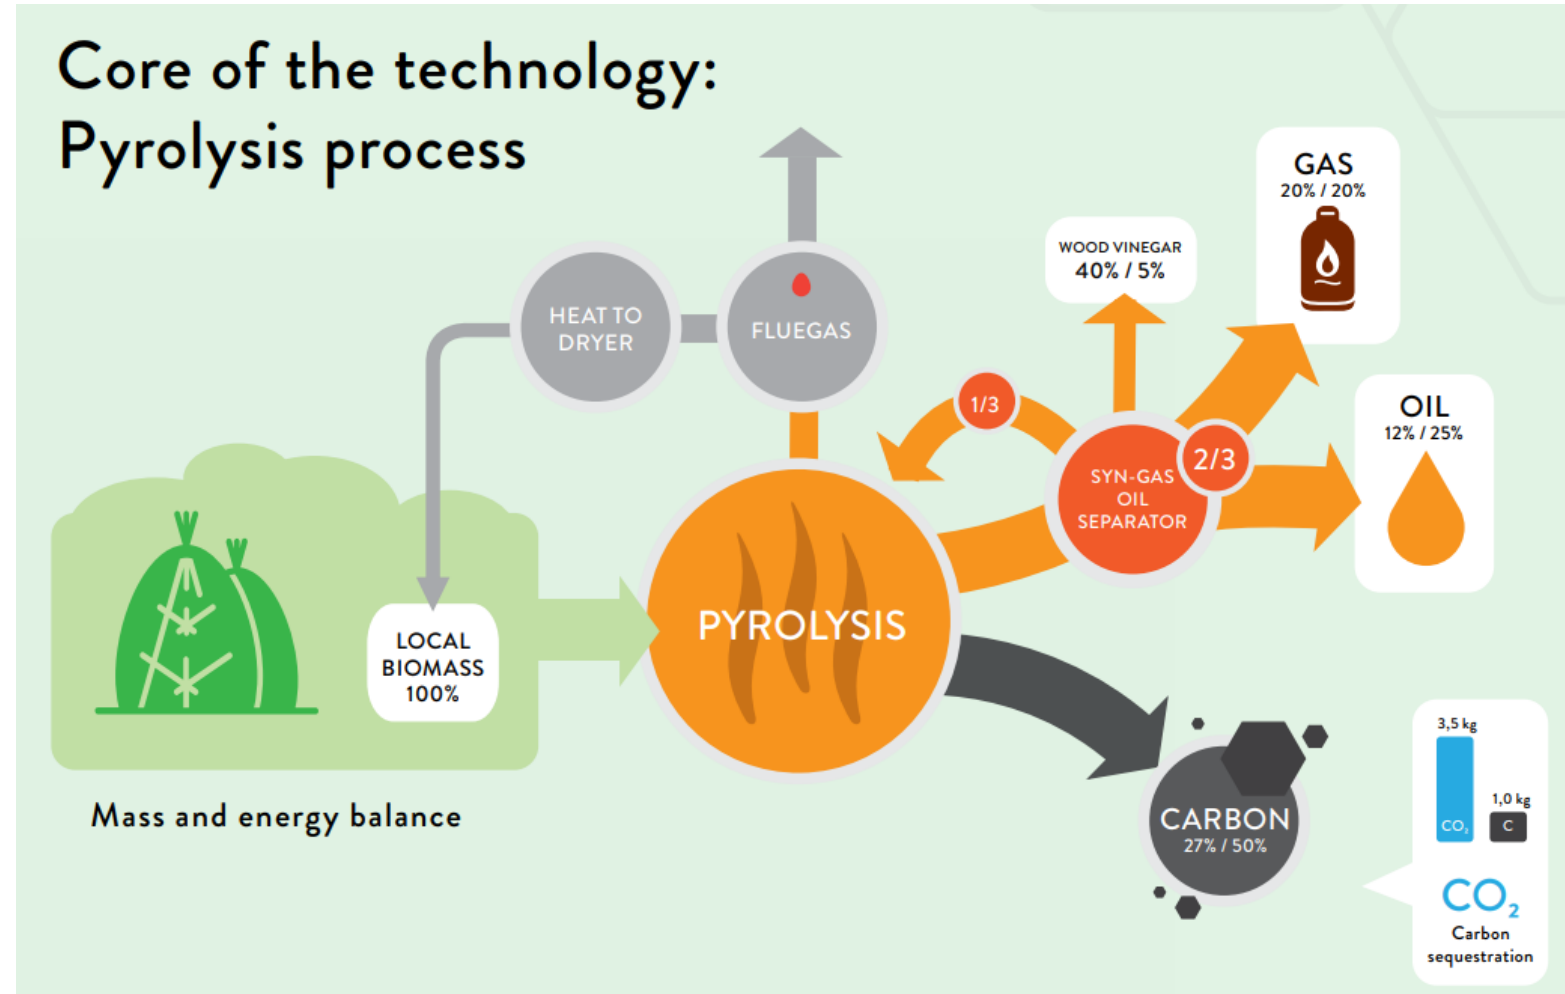 Core of the technology:
Pyrolysis process
GAS
20% / 20%
WOOD VINEGAR
40% / 5%
HEAT TO
DRYER
FLUEGAS
1/3
OIL
12% / 25%
2/3
SYN-GAS
OIL
SEPARATOR
PYROLYSIS
LOCAL
BIOMASS
100%
Mass and energy balance
CARBON
27% / 50%
3,5 kg
1,0 kg
CO₂
C
CO₂
Carbon
sequestration